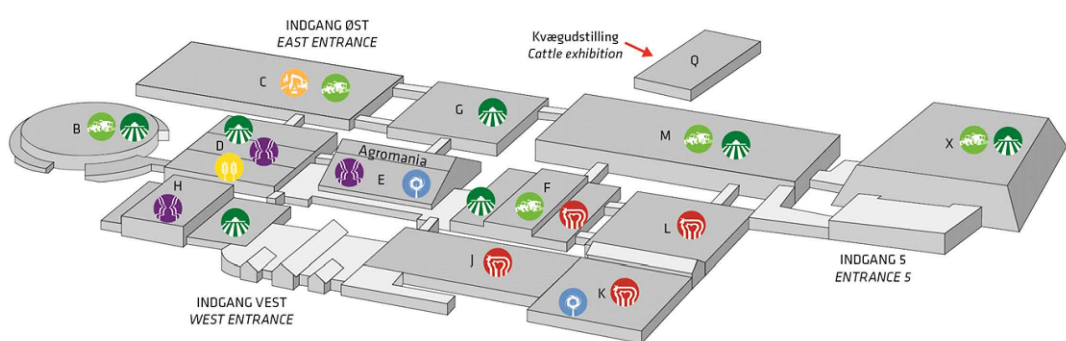 INDGANG ØST
EAST ENTRANCE
Kvægudstilling
Cattle exhibition
Q
C
G
B
M
X
D
Agromania
E
H
F
L
J
K
INDGANG 5
ENTRANCE 5
INDGANG VEST
WEST ENTRANCE